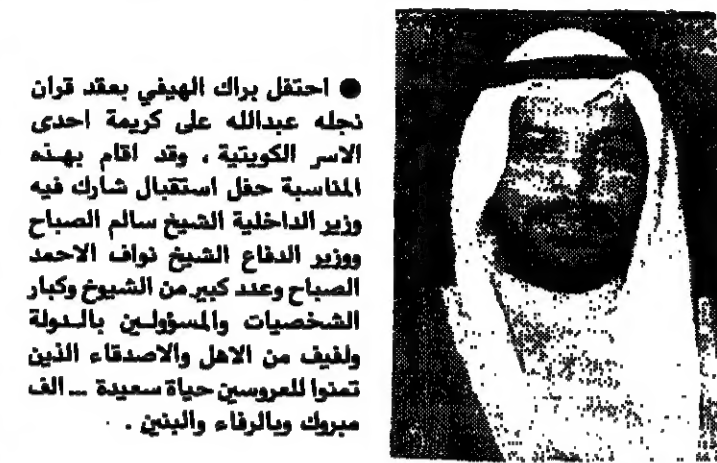 ● احتفل براك الهيفي بعقد قران
نجله عبدالله على كريمة احدى
الاسر الكويتية ، وقد اقام بهذه
المناسبة حفل استقبال شارك فيه
وزير الداخلية الشيخ سالم الصباح
ووزير الدفاع الشيخ نواف الاحمد
الصباح وعدد كبير من الشيوخ وكبار
الشخصيات والمسؤولين بالدولة
ولفيف من الاهل والاصدقاء الذين
تمنوا للعروسين حياة سعيدة ــ الف
مبروك وبالرفاء والبنين .